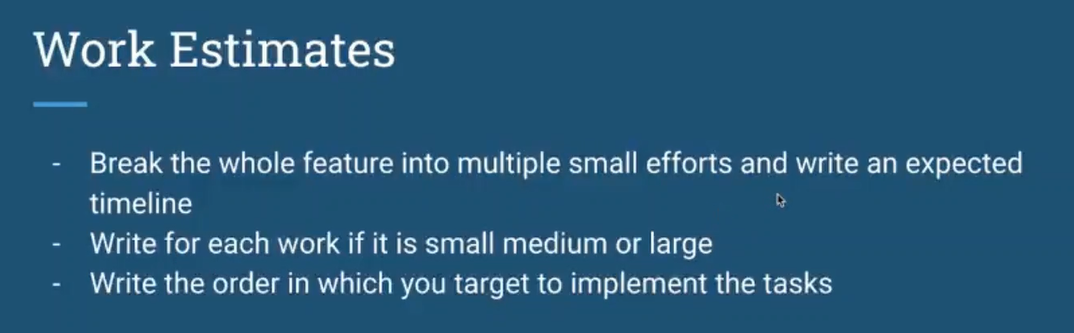 Work Estimates
- Break the whole feature into multiple small efforts and write an expected
timeline
- Write for each work if it is small medium or large
- Write the order in which you target to implement the tasks